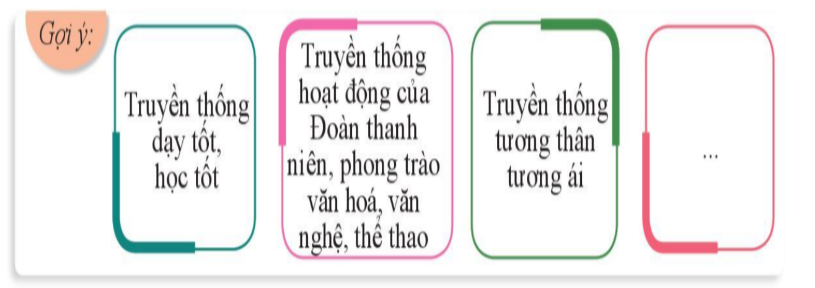 Gợi ý:
Truyền thống
dạy tốt,
học tốt
Truyền thống
hoạt động của
Đoàn thanh
niên, phong trào
văn hoá, văn
nghệ, thể thao
Truyền thống
tương thân
tương ái
...